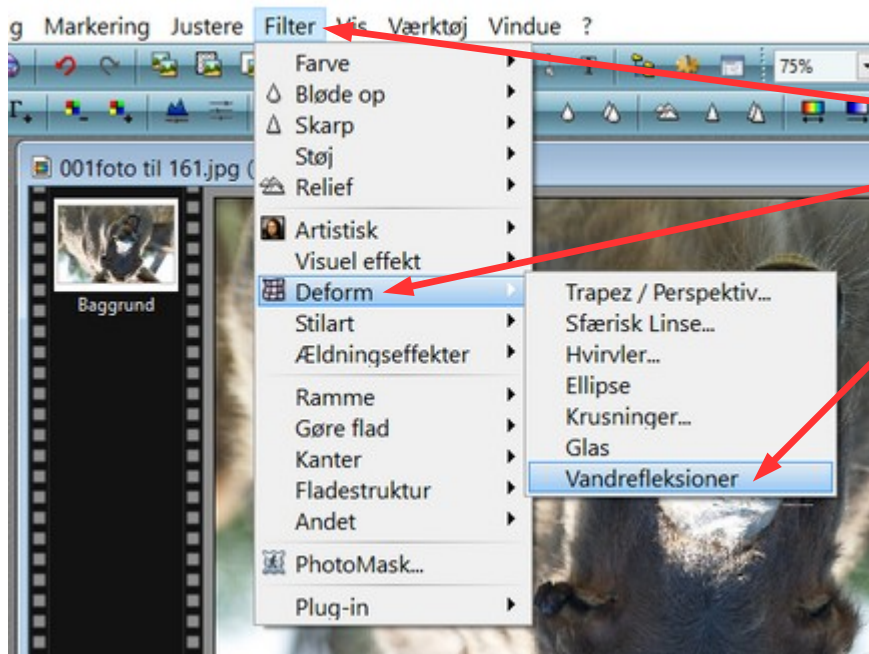 g Markering Justere Filter Vis Værktøj Vindue ?
75%
001foto til 161.jpg (
Baggrund
Farve
Bløde op
Skarp
Støj
Relief
Artistisk
Visuel effekt
Deform
Stilart
Ældningseffekter
Ramme
Gøre flad
Kanter
Fladestruktur
Andet
PhotoMask...
Plug-in
Trapez / Perspektiv...
Sfærisk Linse...
Hvirvler...
Ellipse
Krusninger...
Glas
Vandrefleksioner